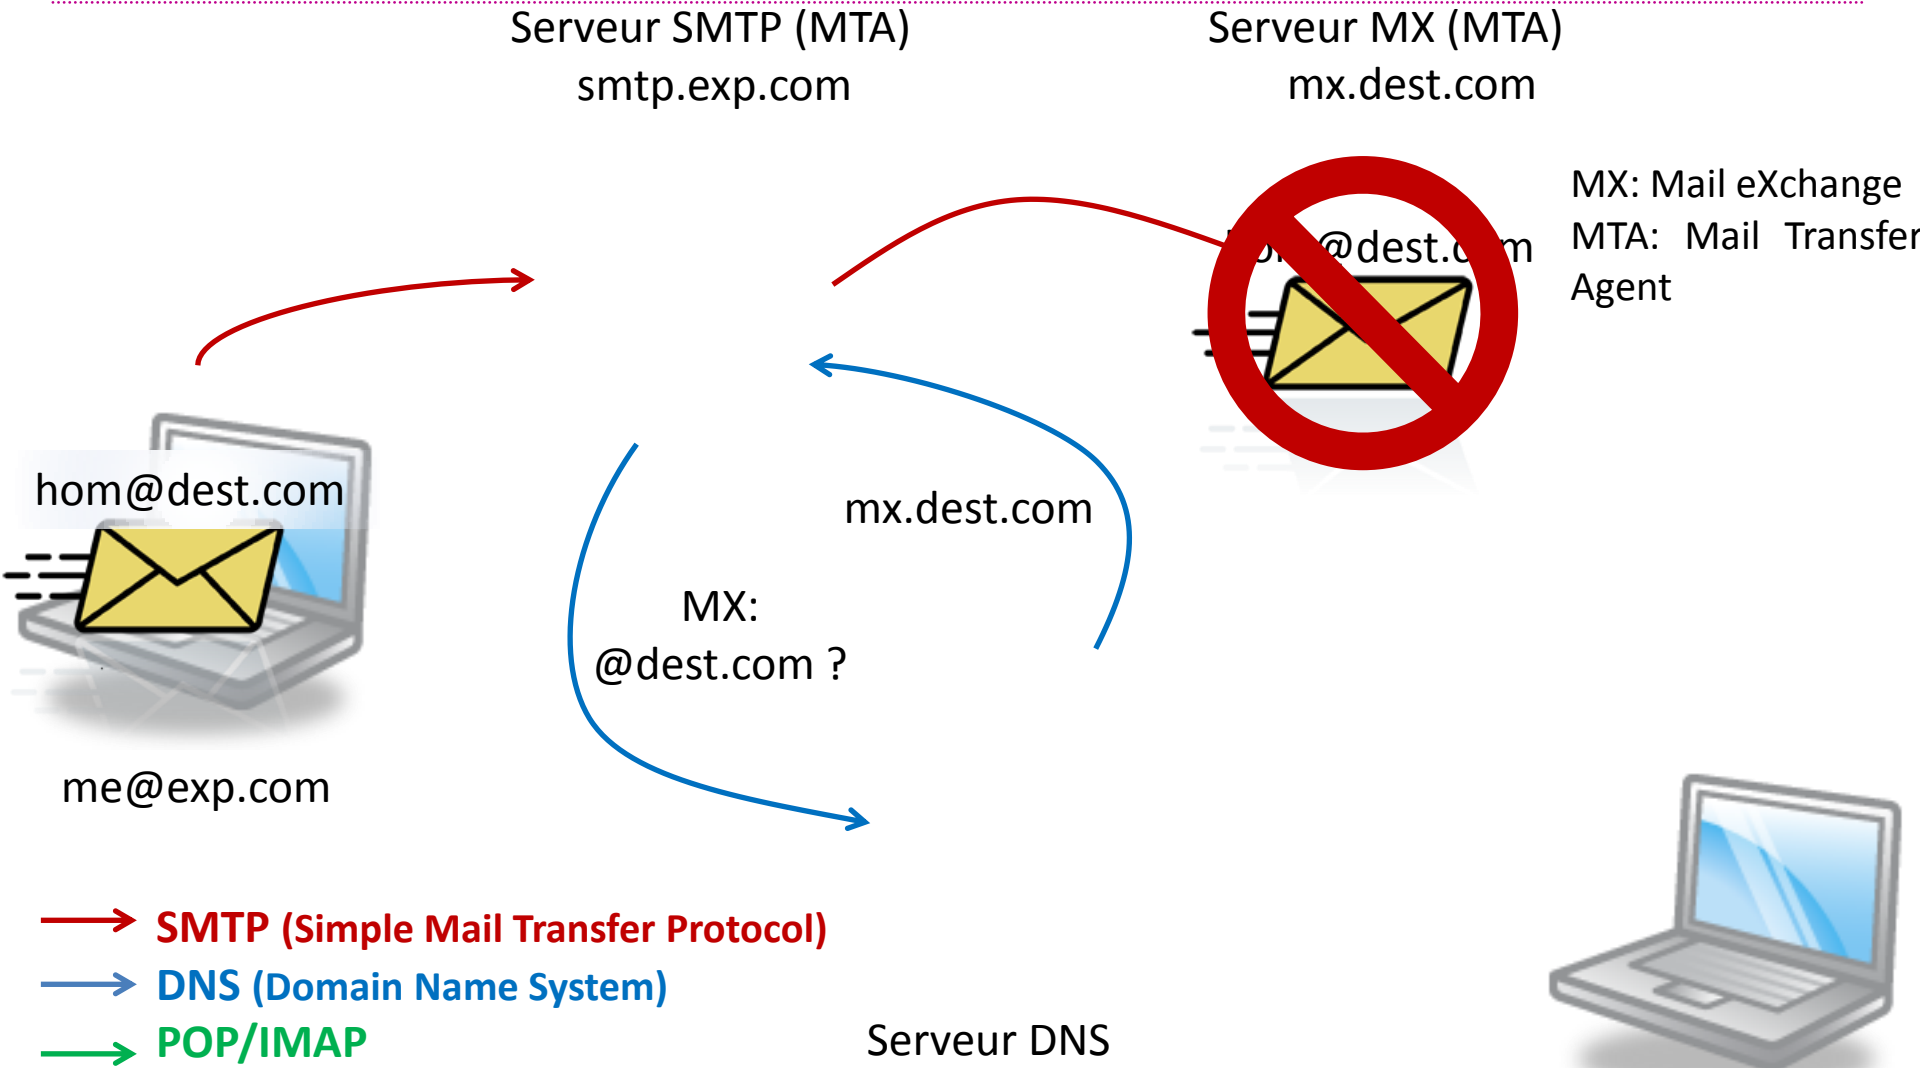 Serveur SMTP (MTA)
smtp.exp.com
Serveur MX (MTA)
mx.dest.com
MX: Mail eXchange
MTA: Mail Transfer
Agent
@dest.c m
hom@dest.com
mx.dest.com
MX:
@dest.com ?
me@exp.com
SMTP (Simple Mail Transfer Protocol)
DNS (Domain Name System)
POP/IMAP
Serveur DNS